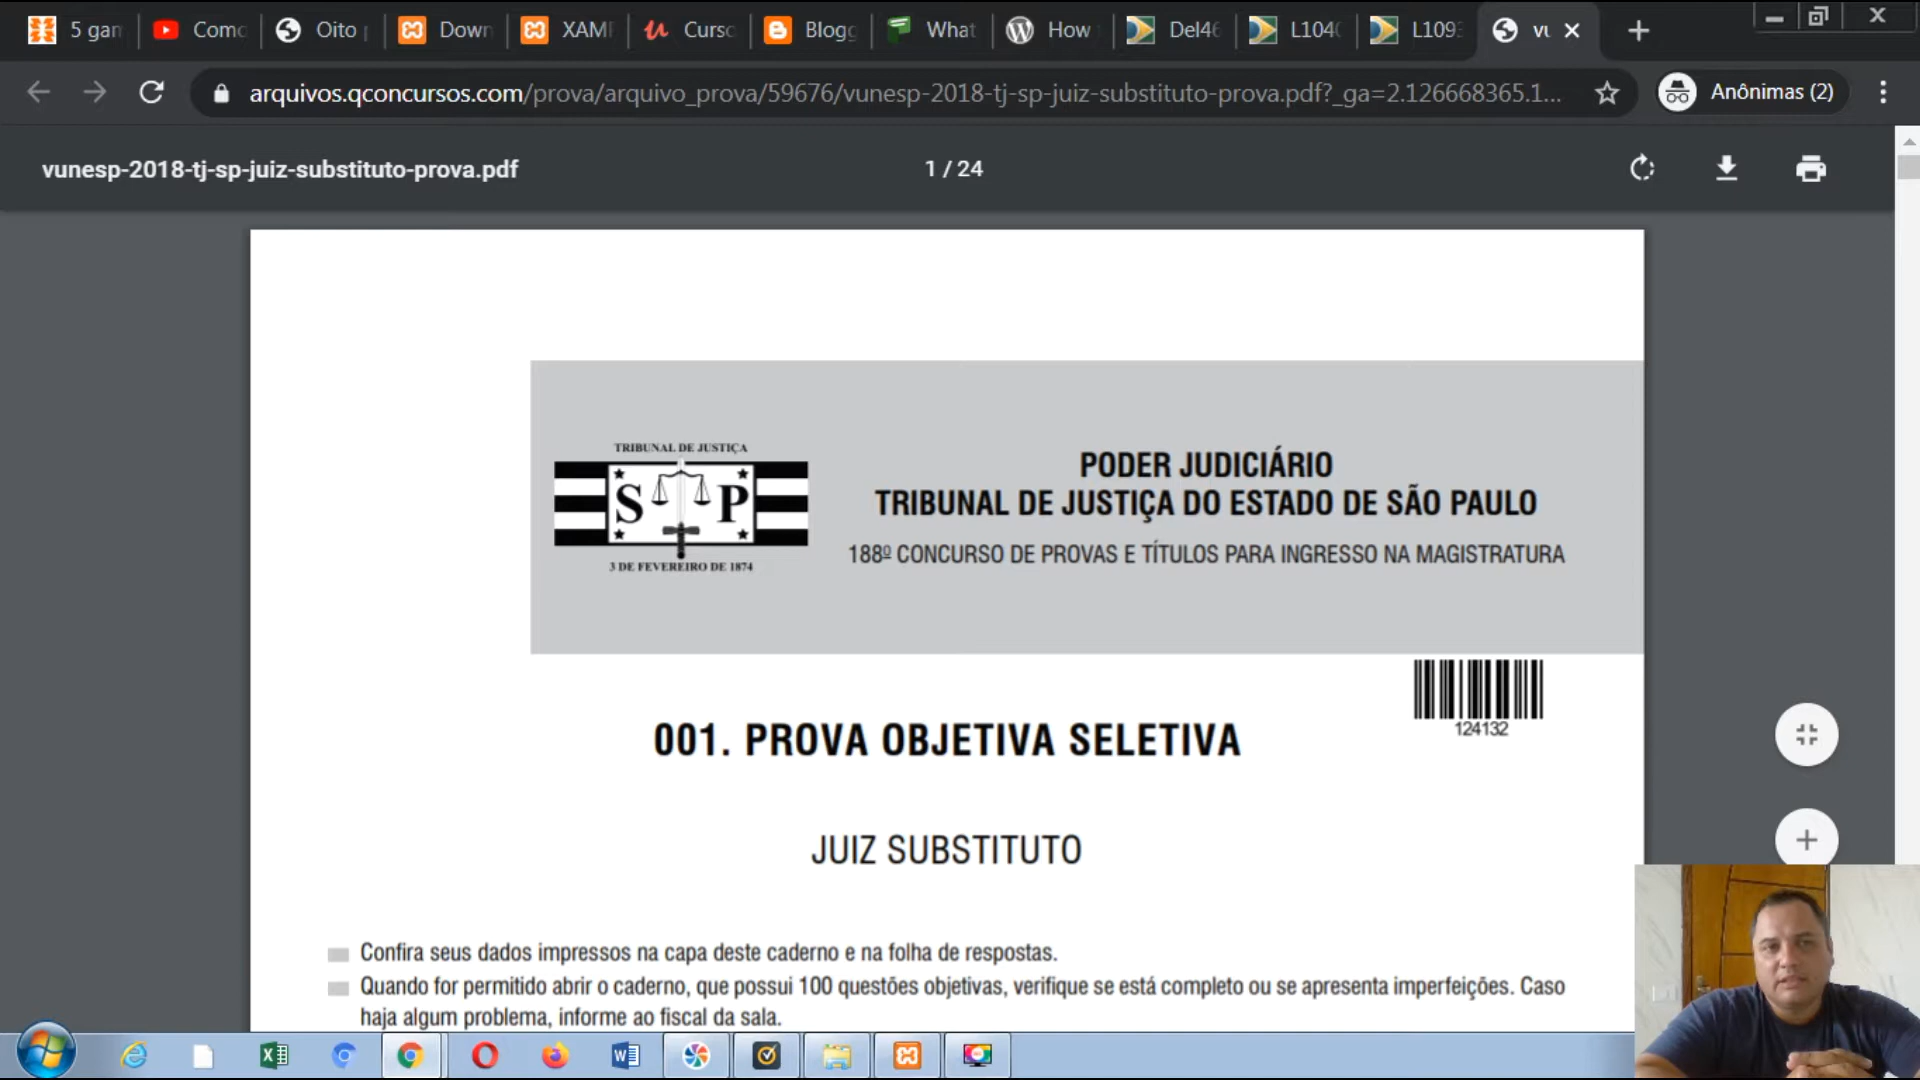 5 gan
Como
Oito p
Down
XAMI
Curso
Blogg
What
How
Del46
L1040
L1093
vu
arquivos.qconcursos.com/prova/arquivo_prova/59676/vunesp-2018-tj-sp-juiz-substituto-prova.pdf?_ga=2.126668365.1...
Anônimas (2)
vunesp-2018-tj-sp-juiz-substituto-prova.pdf
1 / 24
TRIBUNAL DE JUSTIÇA
S P
3 DE FEVEREIRO DE 1874
PODER JUDICIÁRIO
TRIBUNAL DE JUSTIÇA DO ESTADO DE SÃO PAULO
188º CONCURSO DE PROVAS E TÍTULOS PARA INGRESSO NA MAGISTRATURA
124132
001. PROVA OBJETIVA SELETIVA
JUIZ SUBSTITUTO
Confira seus dados impressos na capa deste caderno e na folha de respostas.
Quando for permitido abrir o caderno, que possui 100 questões objetivas, verifique se está completo ou se apresenta imperfeições. Caso
haja algum problema, informe ao fiscal da sala.